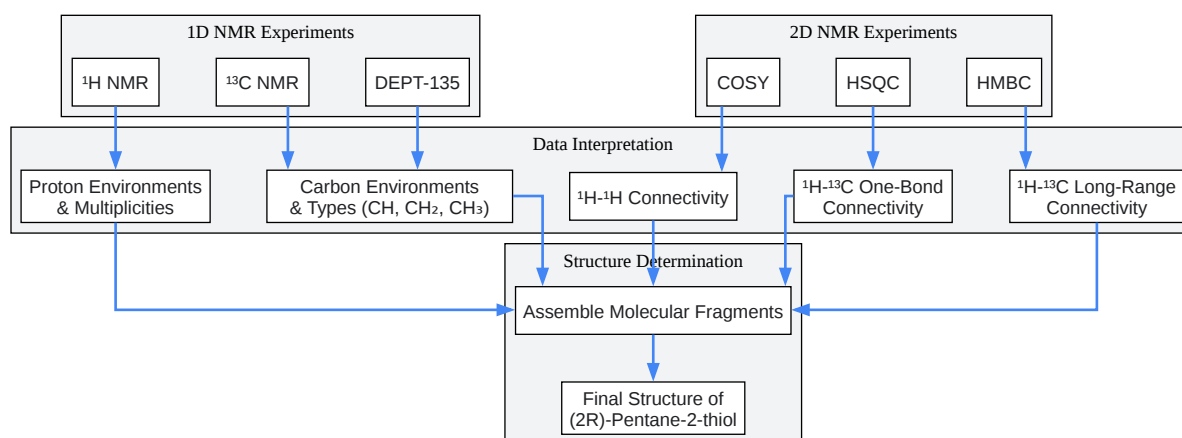 1D NMR Experiments
2D NMR Experiments
¹H NMR
¹³C NMR
DEPT-135
COSY
HSQC
HMBC
Data Interpretation
Proton Environments
& Multiplicities
Carbon Environments
& Types (CH, CH₂, CH₃)
¹H-¹H Connectivity
¹H-¹³C One-Bond
Connectivity
¹H-¹³C Long-Range
Connectivity
Structure Determination
Assemble Molecular Fragments
Final Structure of
(2R)-Pentane-2-thiol